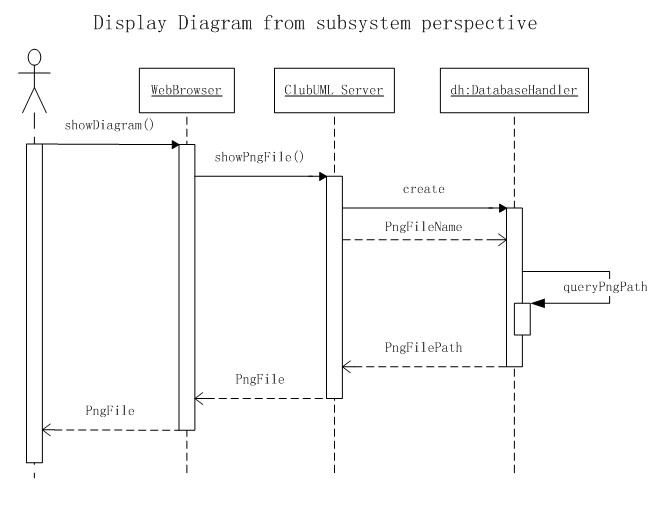 Display Diagram from subsystem perspective
WebBrowser
ClubUML Server
dh:DatabaseHandler
showDiagram()
showPngFile()
create
PngFileName
queryPngPath
PngFilePath
PngFile
PngFile